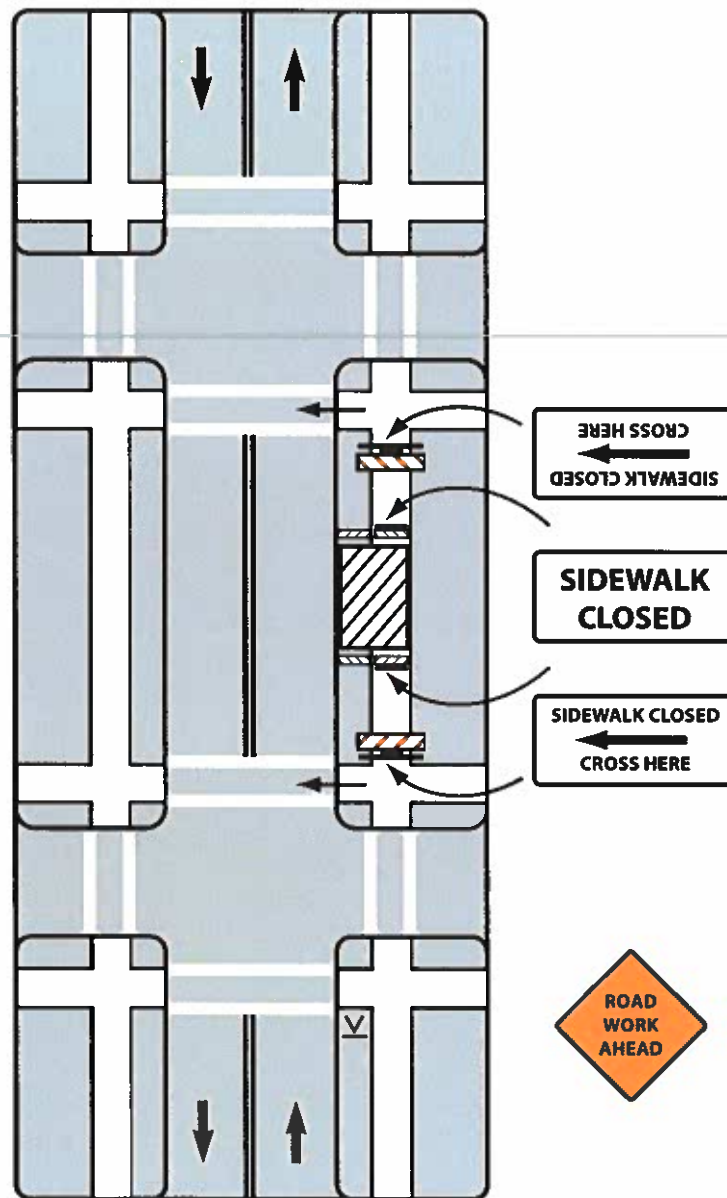 CROSS HERE
SIDEWALK CLOSED
SIDEWALK
CLOSED
SIDEWALK CLOSED
CROSS HERE
ROAD
WORK
AHEAD